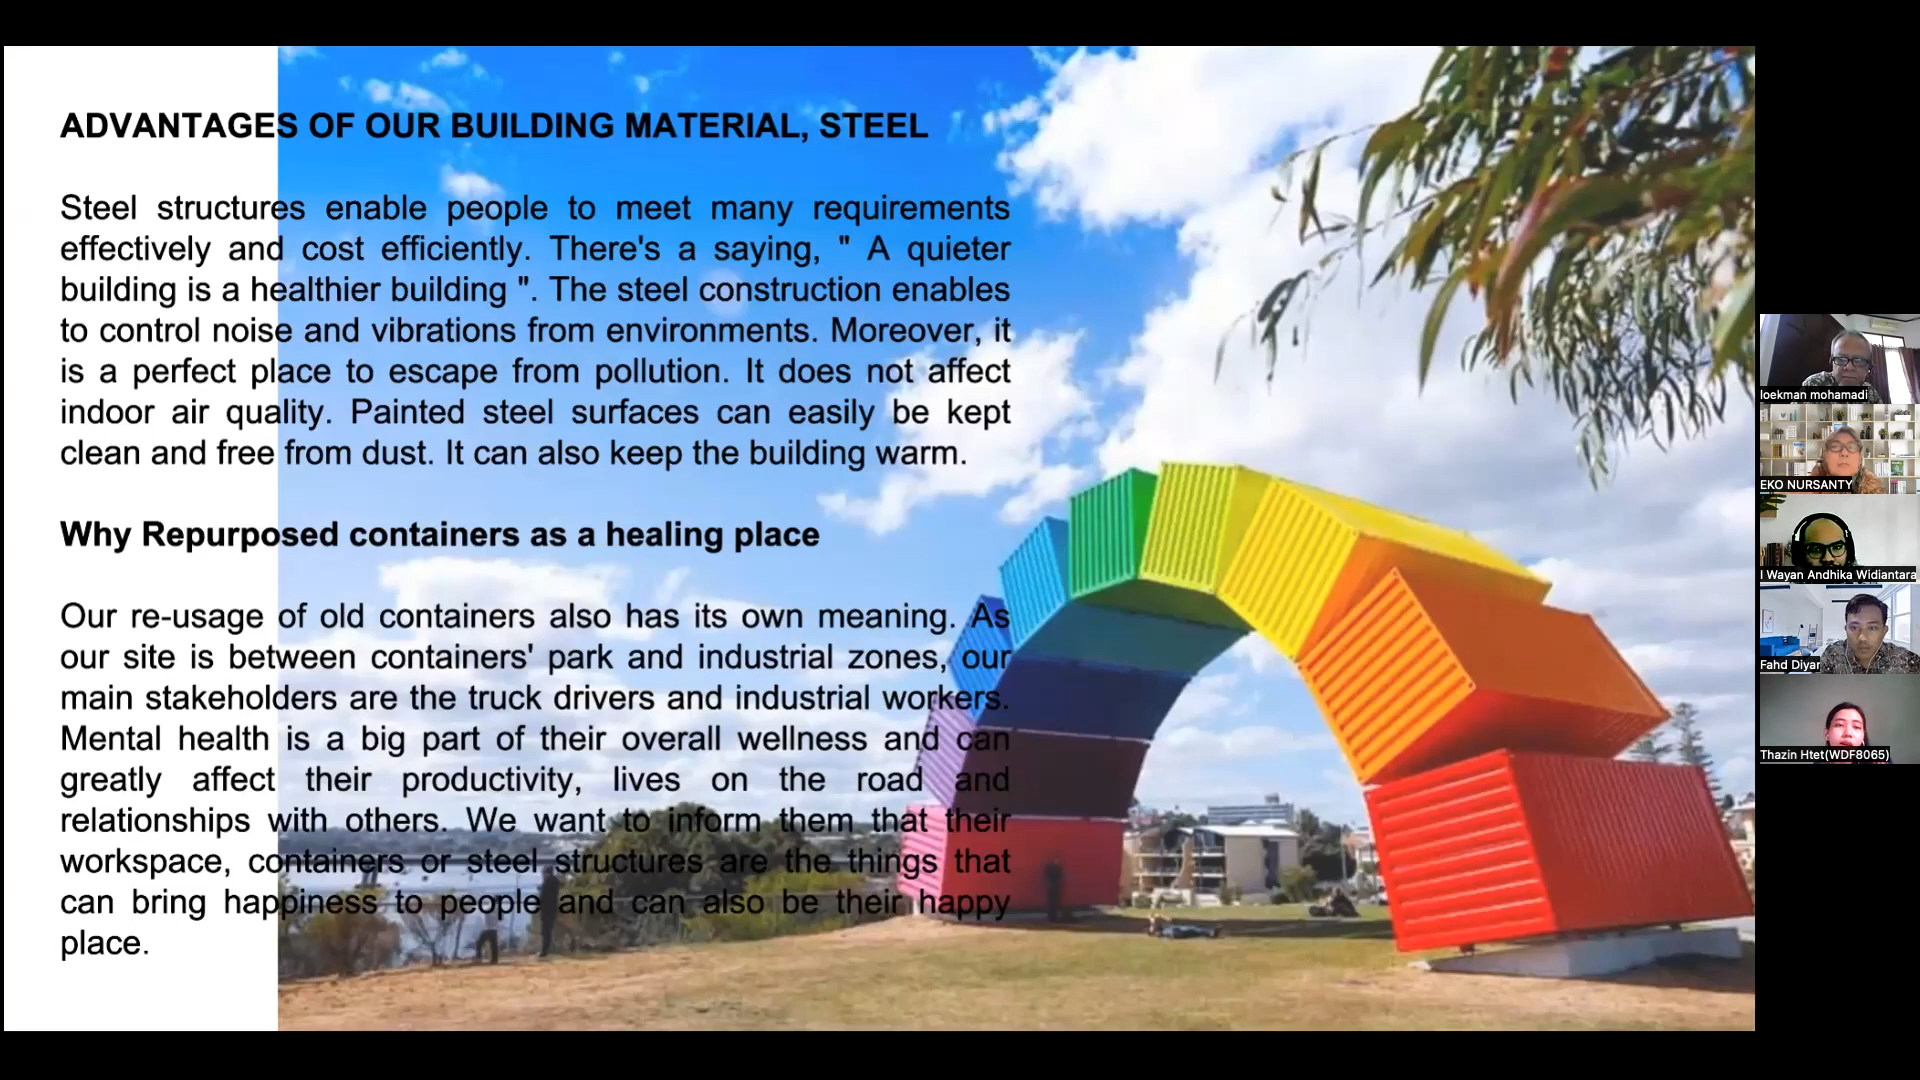 ADVANTAGES OF OUR BUILDING MATERIAL, STEEL
Steel structures enable people to meet many requirements
effectively and cost efficiently. There's a saying, " A quieter
building is a healthier building ". The steel construction enables
to control noise and vibrations from environments. Moreover, it
is a perfect place to escape from pollution. It does not affect
indoor air quality. Painted steel surfaces can easily be kept
clean and free from dust. It can also keep the building warm.
Why Repurposed containers as a healing place
Our re-usage of old containers also has its own meaning. As
our site is between containers' park and industrial zones, our
main stakeholders are the truck drivers and industrial workers.
Mental health is a big part of their overall wellness and can
greatly affect their productivity, lives on the road and
relationships with others. We want to inform them that their
workspace, containers or steel structures are the things that
can bring happiness to people and can also be their happy
place.
loekman mohamadi
EKO NURSANTY
I Wayan Andhika Widiantara
Fahd Diyar
Thazin Htet(WDF8065)